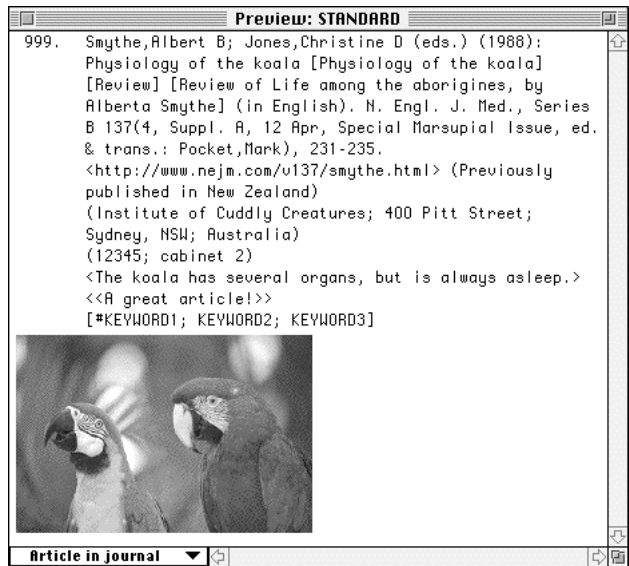 Preview: STANDARD
999. Smythe,Albert B; Jones,Christine D (eds.) (1988):
Physiology of the koala [Physiology of the koala]
[Review] [Review of Life among the aborigines, by
Alberta Smythe] (in English). N. Engl. J. Med., Series
B 137(4, Suppl. A, 12 Apr, Special Marsupial Issue, ed.
& trans.: Pocket,Mark), 231-235.
<http://www.nejm.com/v137/smythe.html> (Previously
published in New Zealand)
(Institute of Cuddly Creatures; 400 Pitt Street;
Sydney, NSW; Australia)
(12345; cabinet 2)
<The koala has several organs, but is always asleep.>
<<A great article!>>
[#KEYWORD1; KEYWORD2; KEYWORD3]
Article in journal